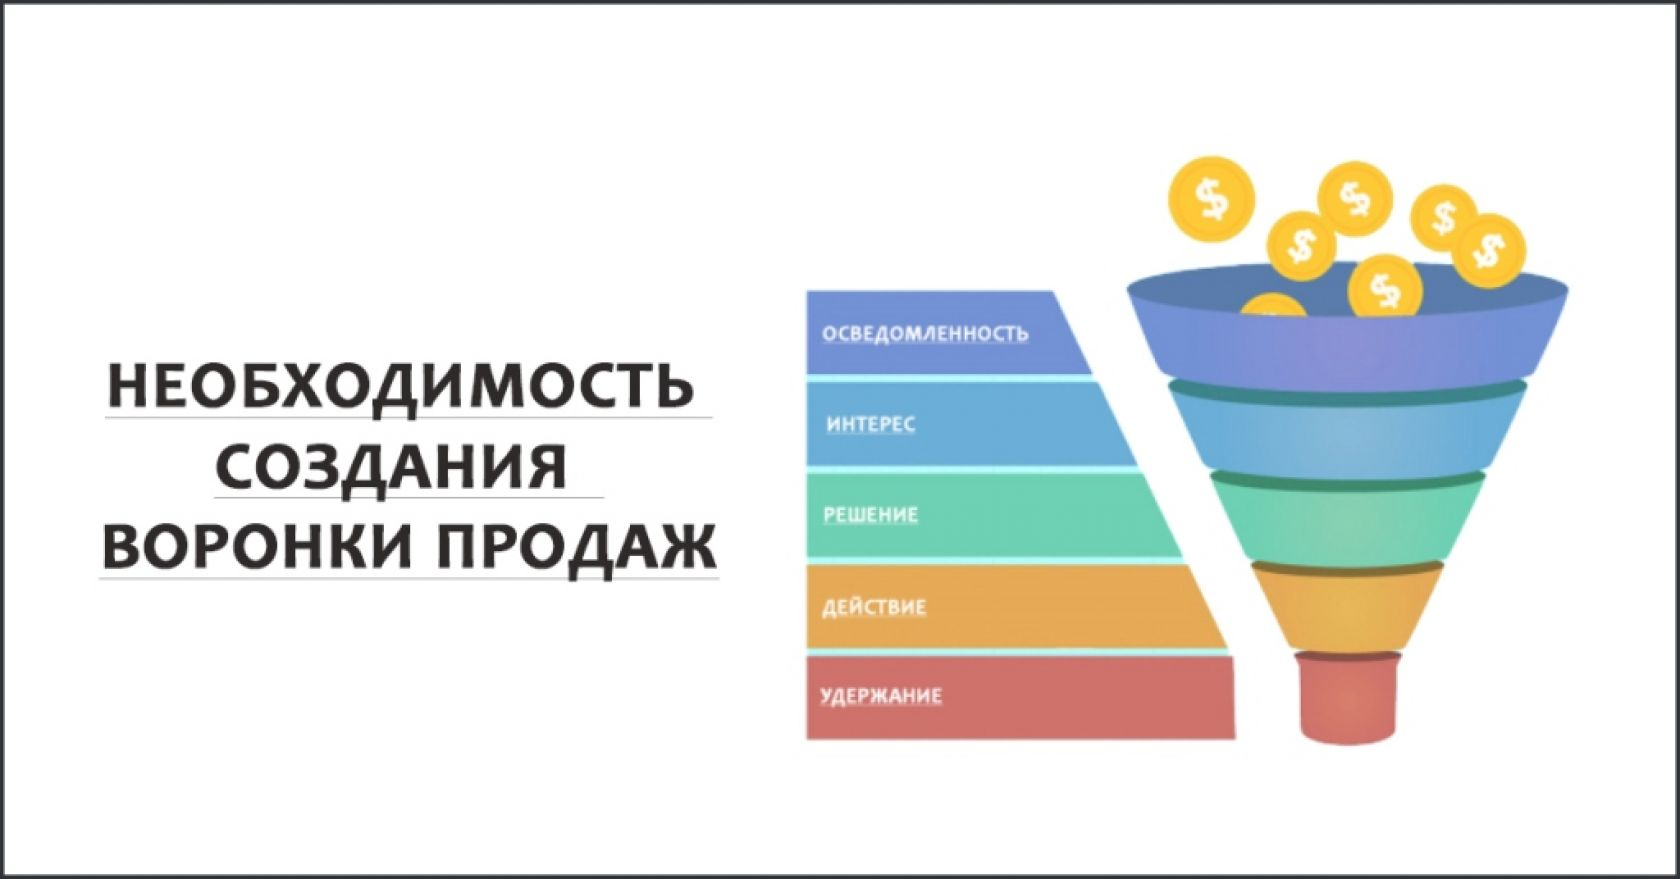 НЕОБХОДИМОСТЬ
СОЗДАНИЯ
ВОРОНКИ ПРОДАЖ
ОСВЕДОМЛЕННОСТЬ
ИНТЕРЕС
РЕШЕНИЕ
ДЕЙСТВИЕ
УДЕРЖАНИЕ
$
$
$
$
$
$